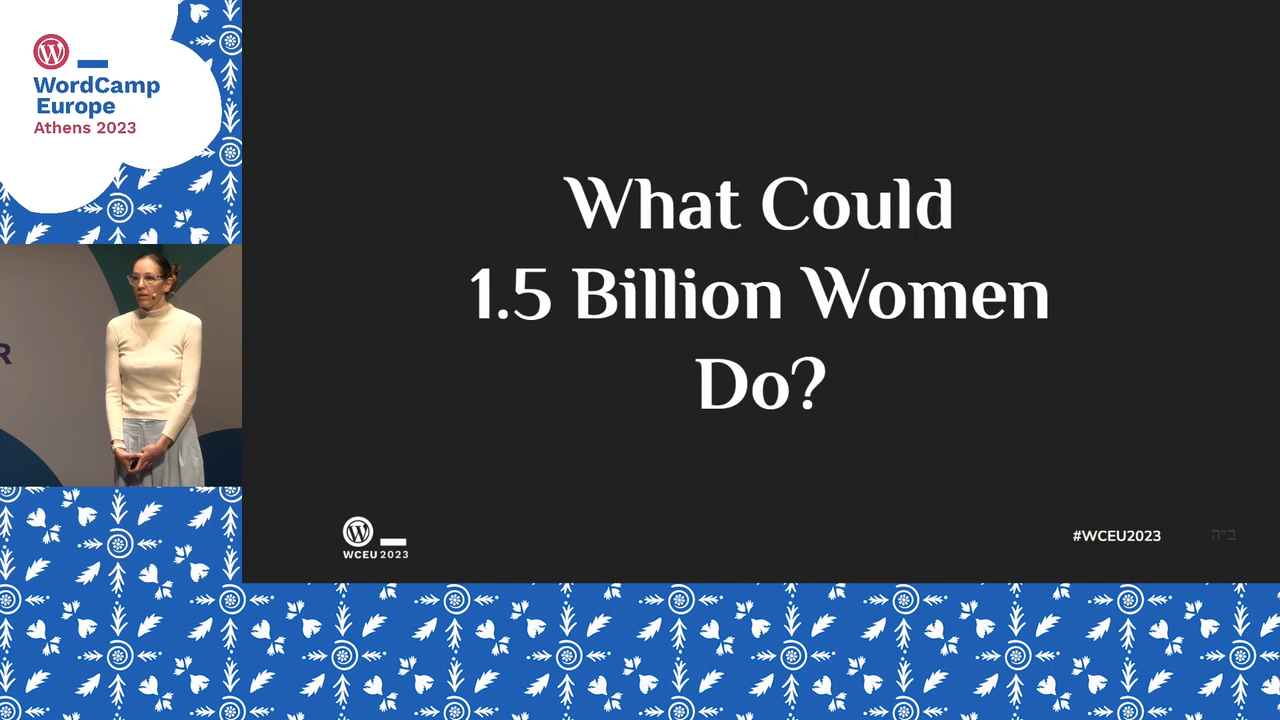 WordCamp
Europe
Athens 2023
R
What Could
1.5 Billion Women
Do?
WCEU 2023
#WCEU2023
ב״ה